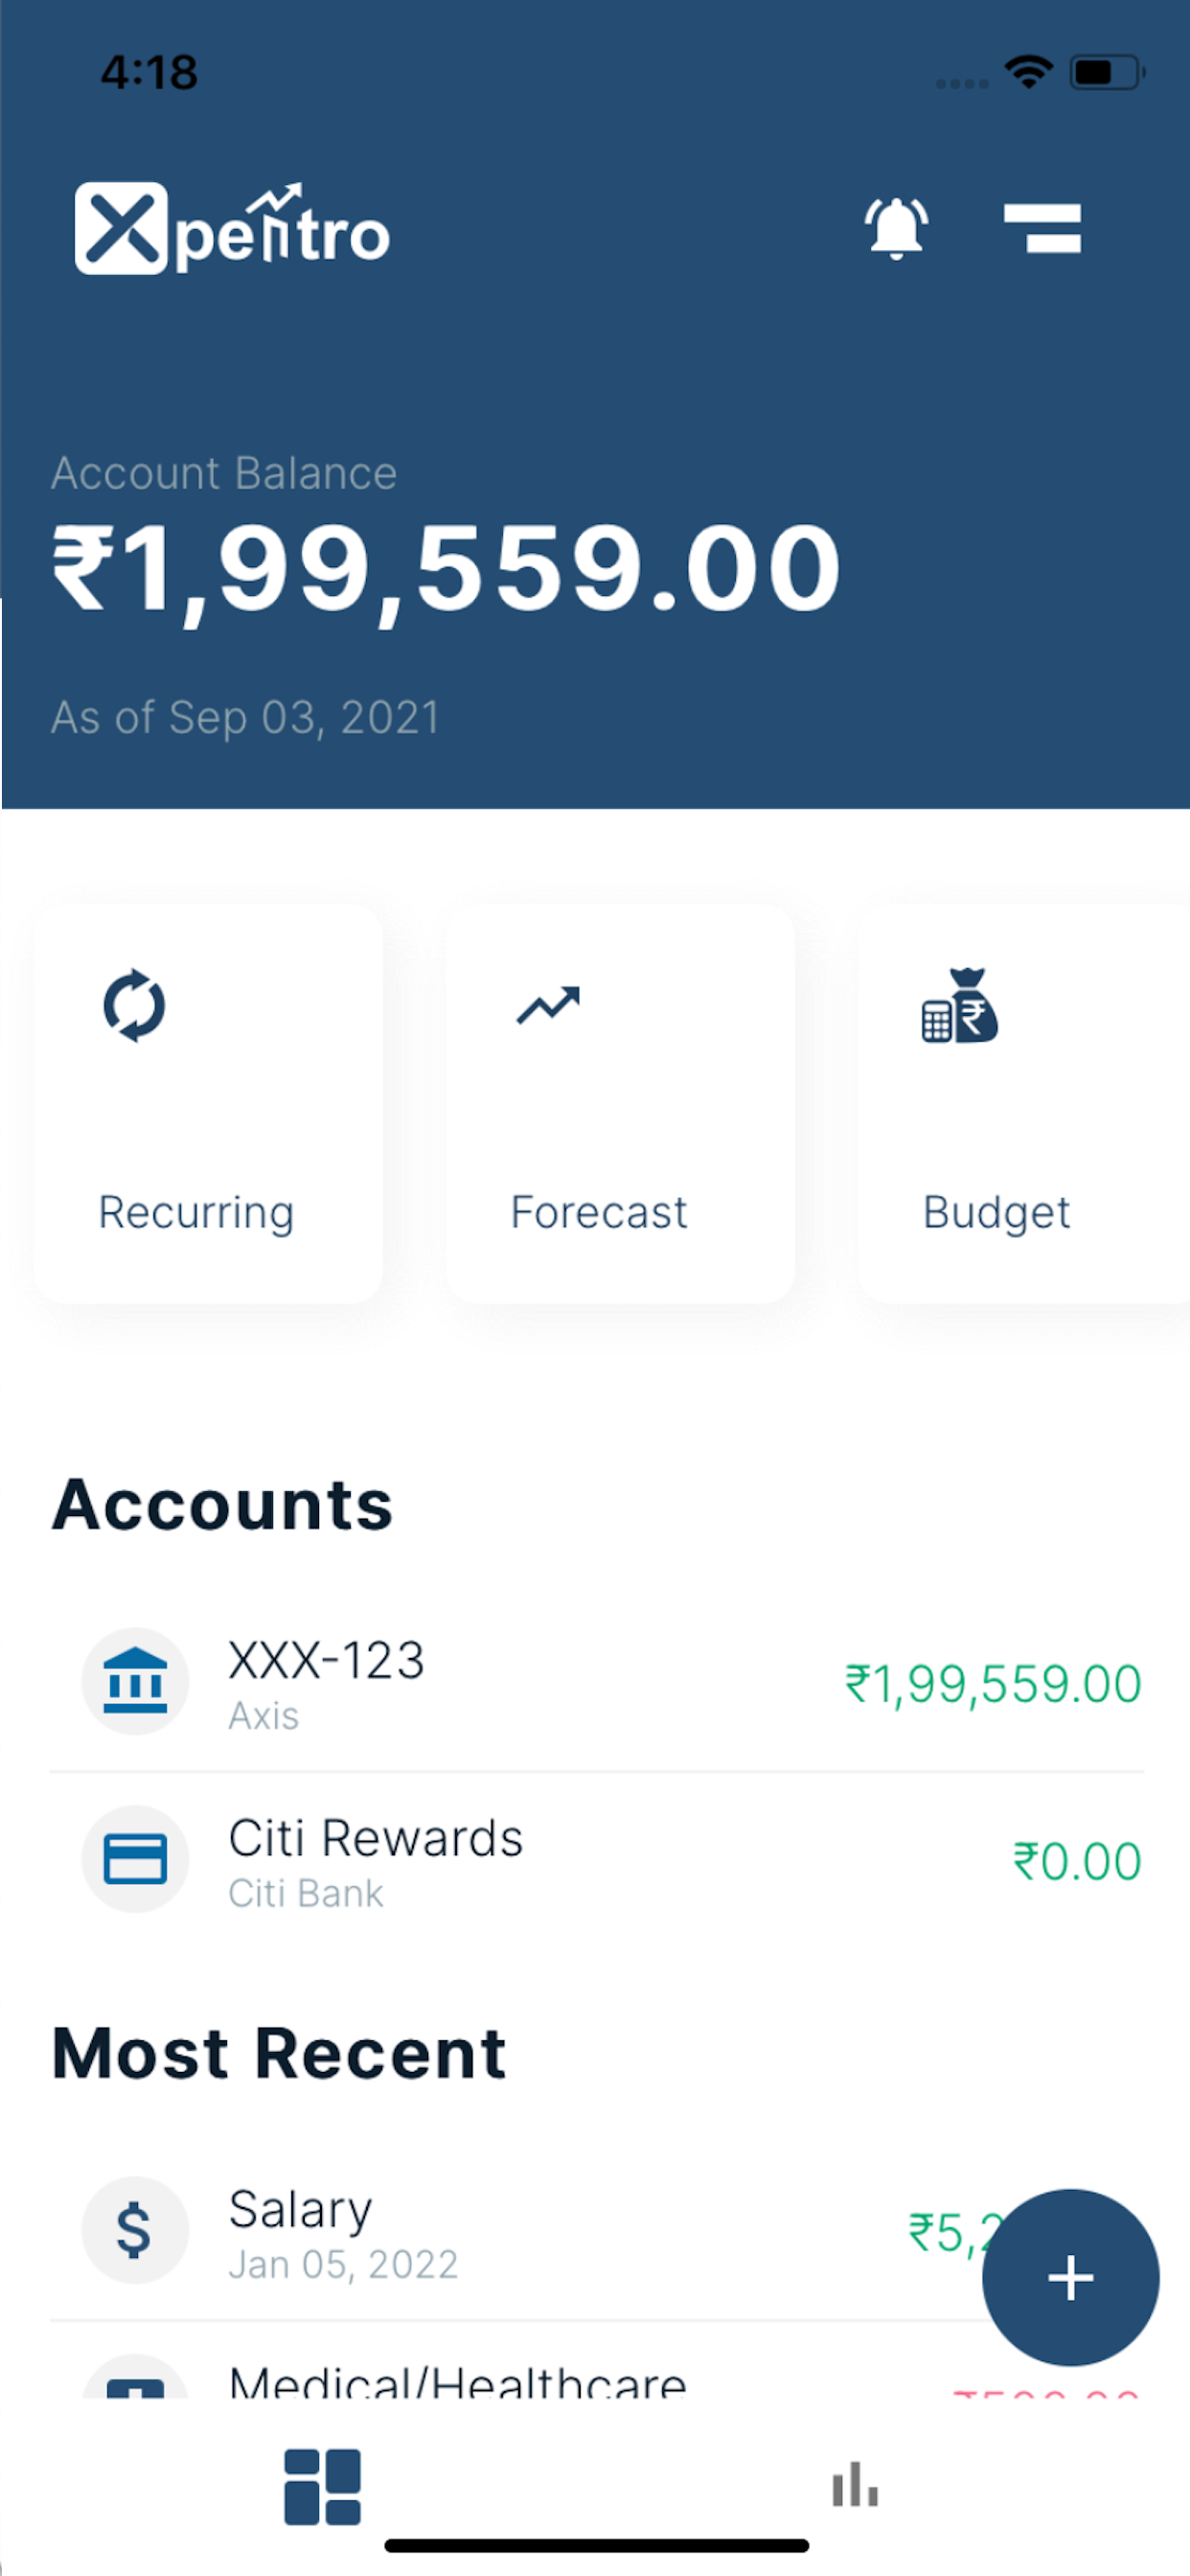 4:18
Xpentro
Account Balance
₹1,99,559.00
As of Sep 03, 2021
Recurring
Forecast
Budget
Accounts
XXX-123
Axis
₹1,99,559.00
Citi Rewards
Citi Bank
₹0.00
Most Recent
Salary
Jan 05, 2022
₹5,2
Medical/Healthcare